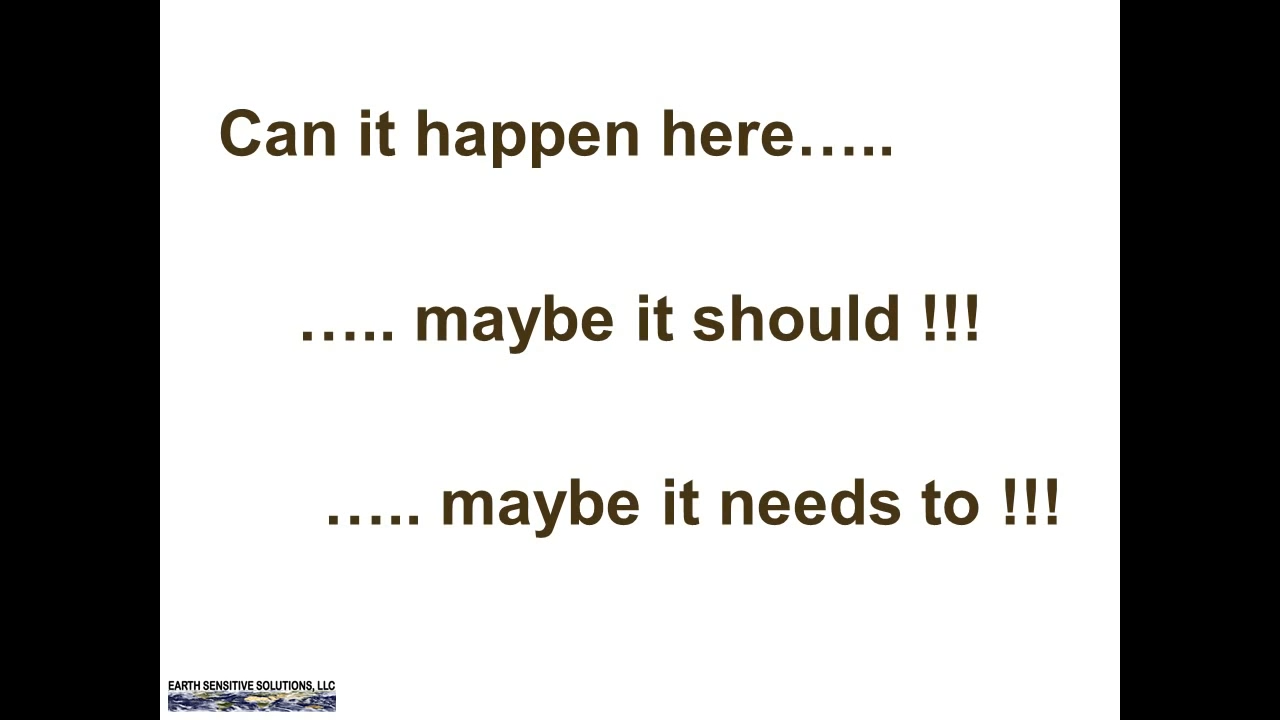 Can it happen here…..
….. maybe it should !!!
….. maybe it needs to !!!
EARTH SENSITIVE SOLUTIONS, LLC